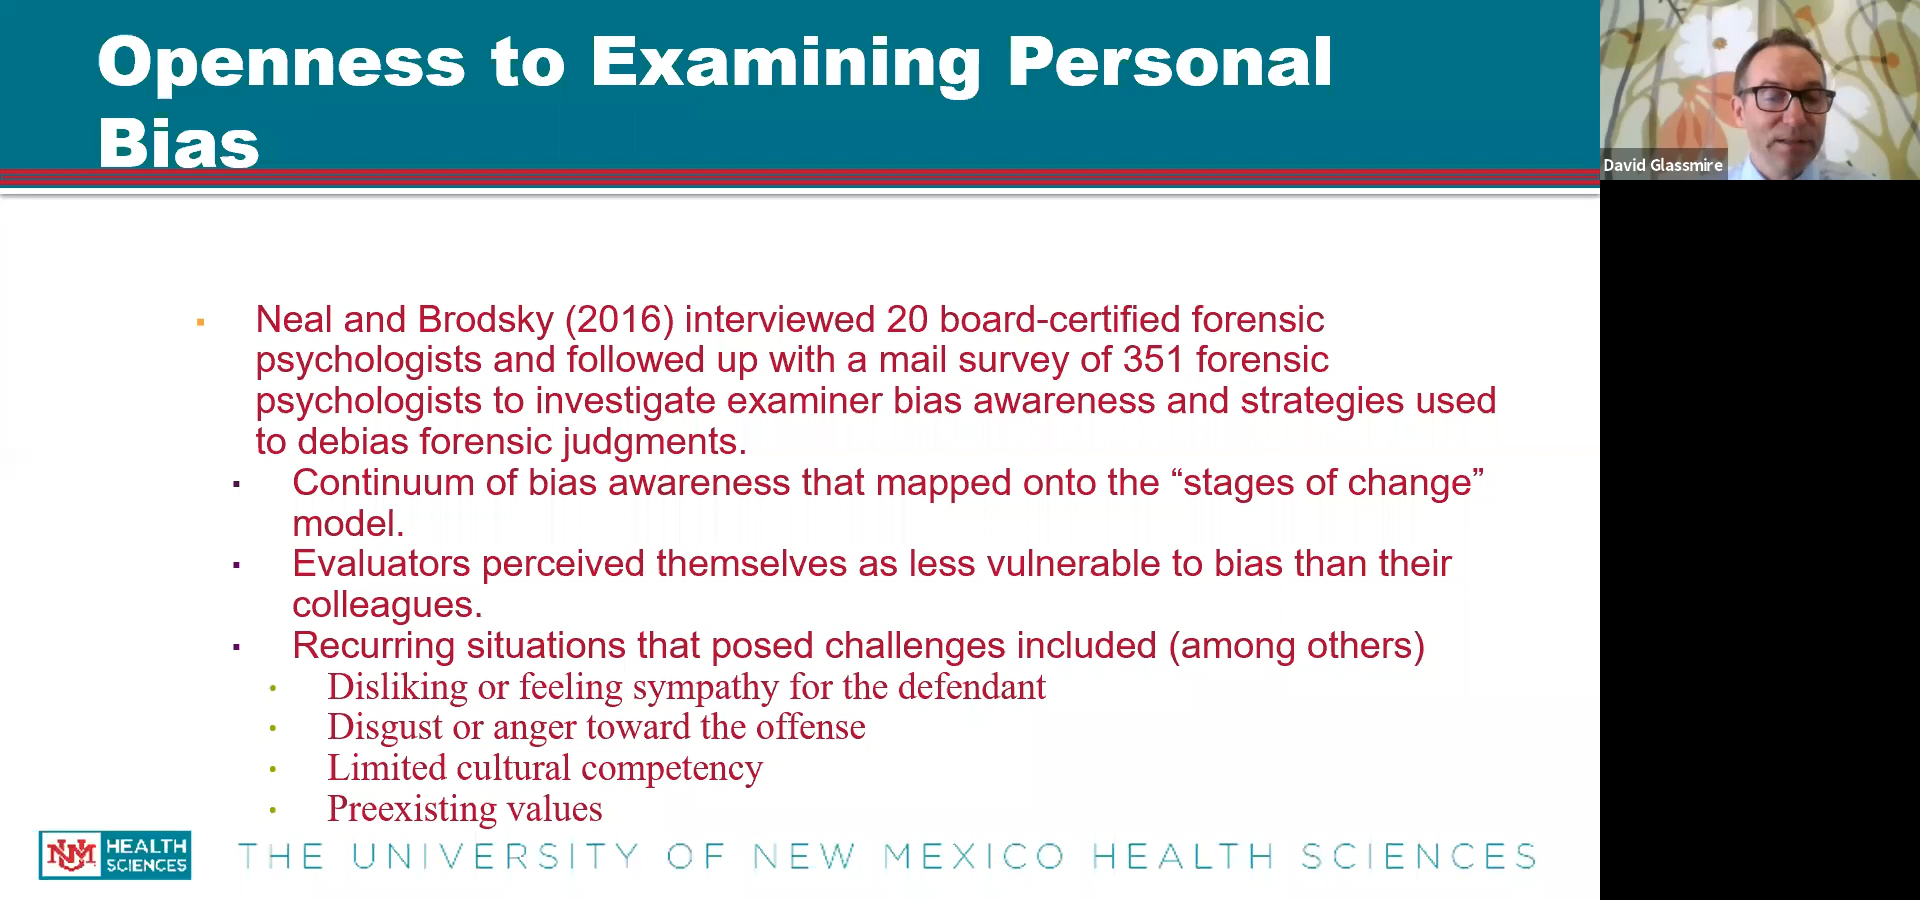 Openness to Examining Personal
Bias
David Glassmire
▪ Neal and Brodsky (2016) interviewed 20 board-certified forensic
psychologists and followed up with a mail survey of 351 forensic
psychologists to investigate examiner bias awareness and strategies used
to debias forensic judgments.
▪ Continuum of bias awareness that mapped onto the “stages of change”
model.
▪ Evaluators perceived themselves as less vulnerable to bias than their
colleagues.
▪ Recurring situations that posed challenges included (among others)
• Disliking or feeling sympathy for the defendant
• Disgust or anger toward the offense
• Limited cultural competency
• Preexisting values
UNM HEALTH
SCIENCES
THE UNIVERSITY OF NEW MEXICO HEALTH SCIENCES